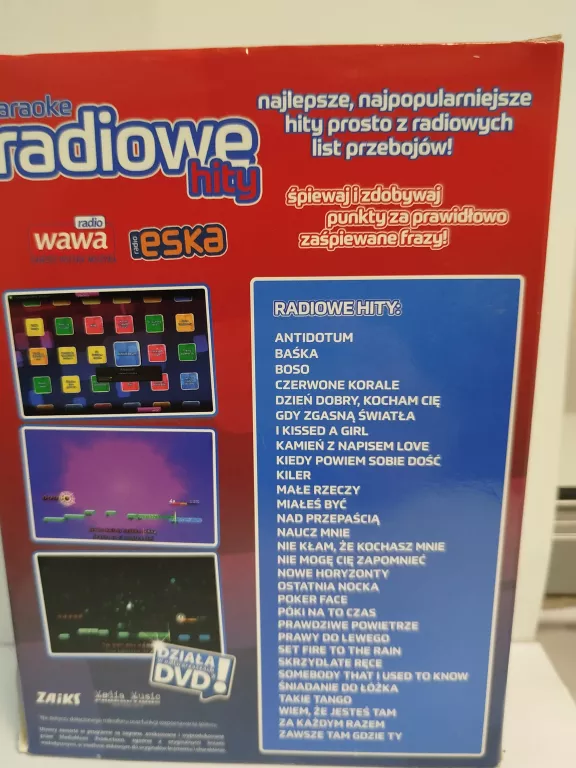 araoke
radiowe
hity
najlepsze, najpopularniejsze
hity prosto z radiowych
list przebojów!
śpiewaj i zdobywaj
punkty za prawidłowo
zaśpiewane frazy!
radio
wawa
radio
eska
RADIOWE HITY:
ANTIDOTUM
BAŚKA
BOSO
CZERWONE KORALE
DZIEŃ DOBRY, KOCHAM CIĘ
GDY ZGASNĄ ŚWIATŁA
I KISSED A GIRL
KAMIEŃ Z NAPISEM LOVE
KIEDY POWIEM SOBIE DOŚĆ
KILER
MAŁE RZECZY
MIAŁEŚ BYĆ
NAD PRZEPAŚCIĄ
NAUCZ MNIE
NIE KŁAM, ŻE KOCHASZ MNIE
NIE MOGĘ CIĘ ZAPOMNIEĆ
NOWE HORYZONTY
OSTATNIA NOCKA
POKER FACE
PÓKI NA TO CZAS
PRAWDZIWE POWIETRZE
PRAWY DO LEWEGO
SET FIRE TO THE RAIN
SKRZYDLATE RĘCE
SOMEBODY THAT I USED TO KNOW
ŚNIADANIE DO ŁÓŻKA
TAKIE TANGO
WIEM, ŻE JESTEŚ TAM
ZA KAŻDYM RAZEM
ZAWSZE TAM GDZIE TY
DZIAŁA
DVD!
ZAiKS
Media Music